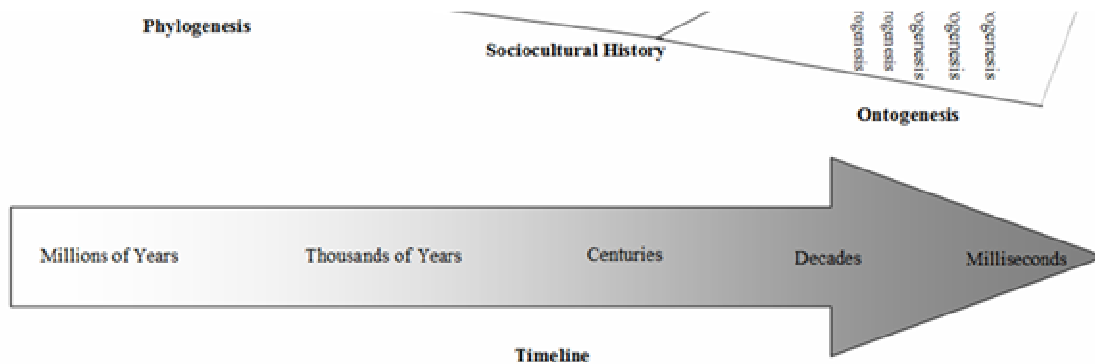 Phylogenesis
Sociocultural History
Ontogenesis
Millions of Years
Thousands of Years
Centuries
Decades
Milliseconds
Timeline